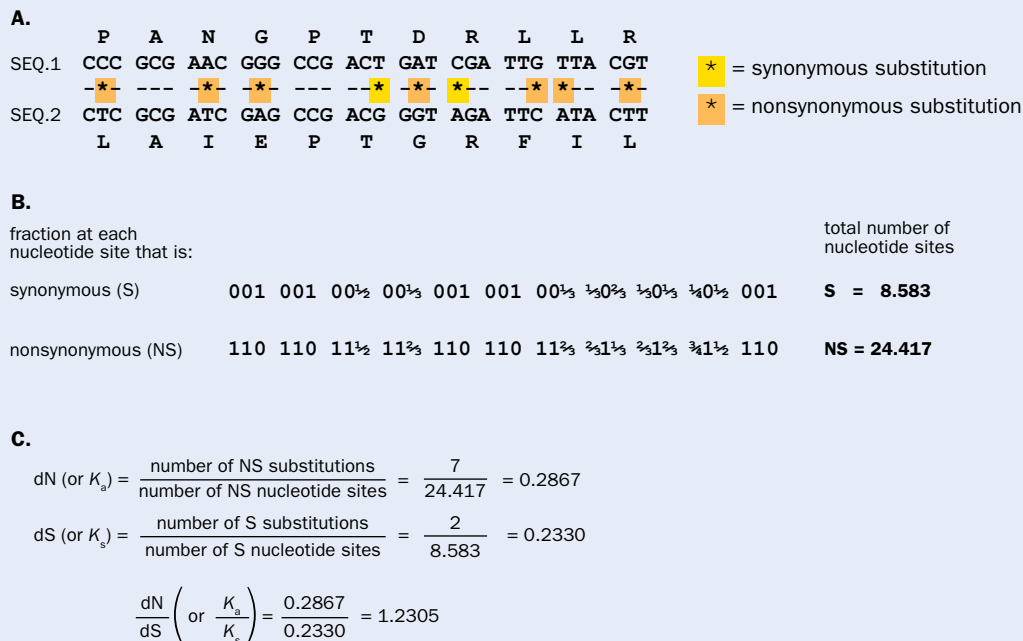 A.
P A N G P T D R L L R
SEQ.1 CCC GCG AAC GGG CCG ACT GAT CGA TTG TTA CGT
-*- --- -*- -*- --- --* -*- *-- --* *-- -*-
SEQ.2 CTC GCG ATC GAG CCG ACG GGT AGA TTC ATA CTT
L A I E P T G R F I L
* = synonymous substitution
* = nonsynonymous substitution
B.
fraction at each
nucleotide site that is:
total number of
nucleotide sites
synonymous (S) 001 001 00½ 00⅓ 001 001 00⅓ ⅓0⅔ ⅓0⅓ ¼0½ 001 S = 8.583
nonsynonymous (NS) 110 110 11½ 11⅔ 110 110 11⅔ ⅔1⅓ ⅔1⅔ ¾1½ 110 NS = 24.417
C.
dN (or Ka) = number of NS substitutions / number of NS nucleotide sites = 7 / 24.417 = 0.2867
dS (or Ks) = number of S substitutions / number of S nucleotide sites = 2 / 8.583 = 0.2330
dN / dS ( or Ka / Ks ) = 0.2867 / 0.2330 = 1.2305